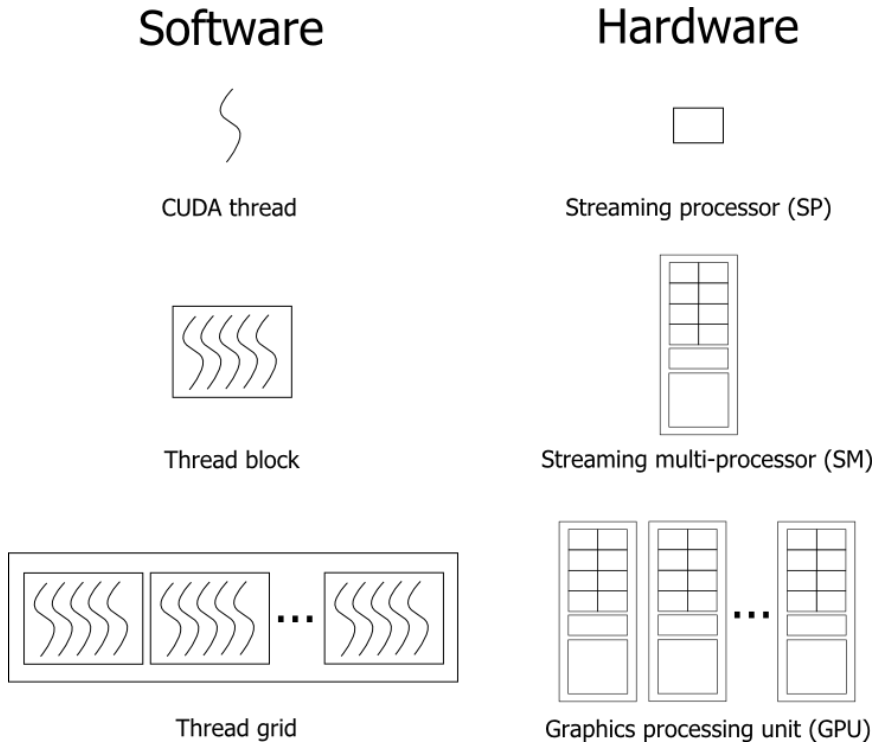 Software
Hardware
CUDA thread
Streaming processor (SP)
Thread block
Streaming multi-processor (SM)
...
...
Thread grid
Graphics processing unit (GPU)